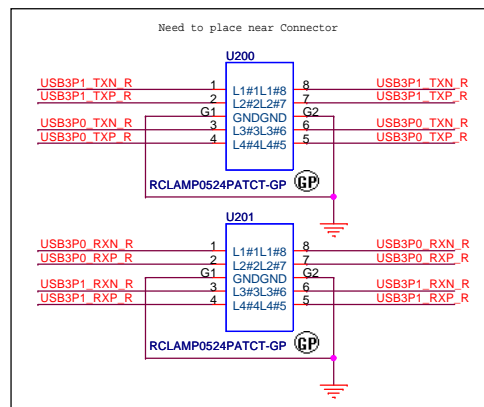 Need to place near Connector
U200
USB3P1_TXN_R 1 L1#1L1#8 8 USB3P1_TXN_R
USB3P1_TXP_R 2 L2#2L2#7 7 USB3P1_TXP_R
G1 GNDGND G2
USB3P0_TXN_R 3 L3#3L3#6 6 USB3P0_TXN_R
USB3P0_TXP_R 4 L4#4L4#5 5 USB3P0_TXP_R
RCLAMP0524PATCT-GP GP
U201
USB3P0_RXN_R 1 L1#1L1#8 8 USB3P0_RXN_R
USB3P0_RXP_R 2 L2#2L2#7 7 USB3P0_RXP_R
G1 GNDGND G2
USB3P1_RXN_R 3 L3#3L3#6 6 USB3P1_RXN_R
USB3P1_RXP_R 4 L4#4L4#5 5 USB3P1_RXP_R
RCLAMP0524PATCT-GP GP